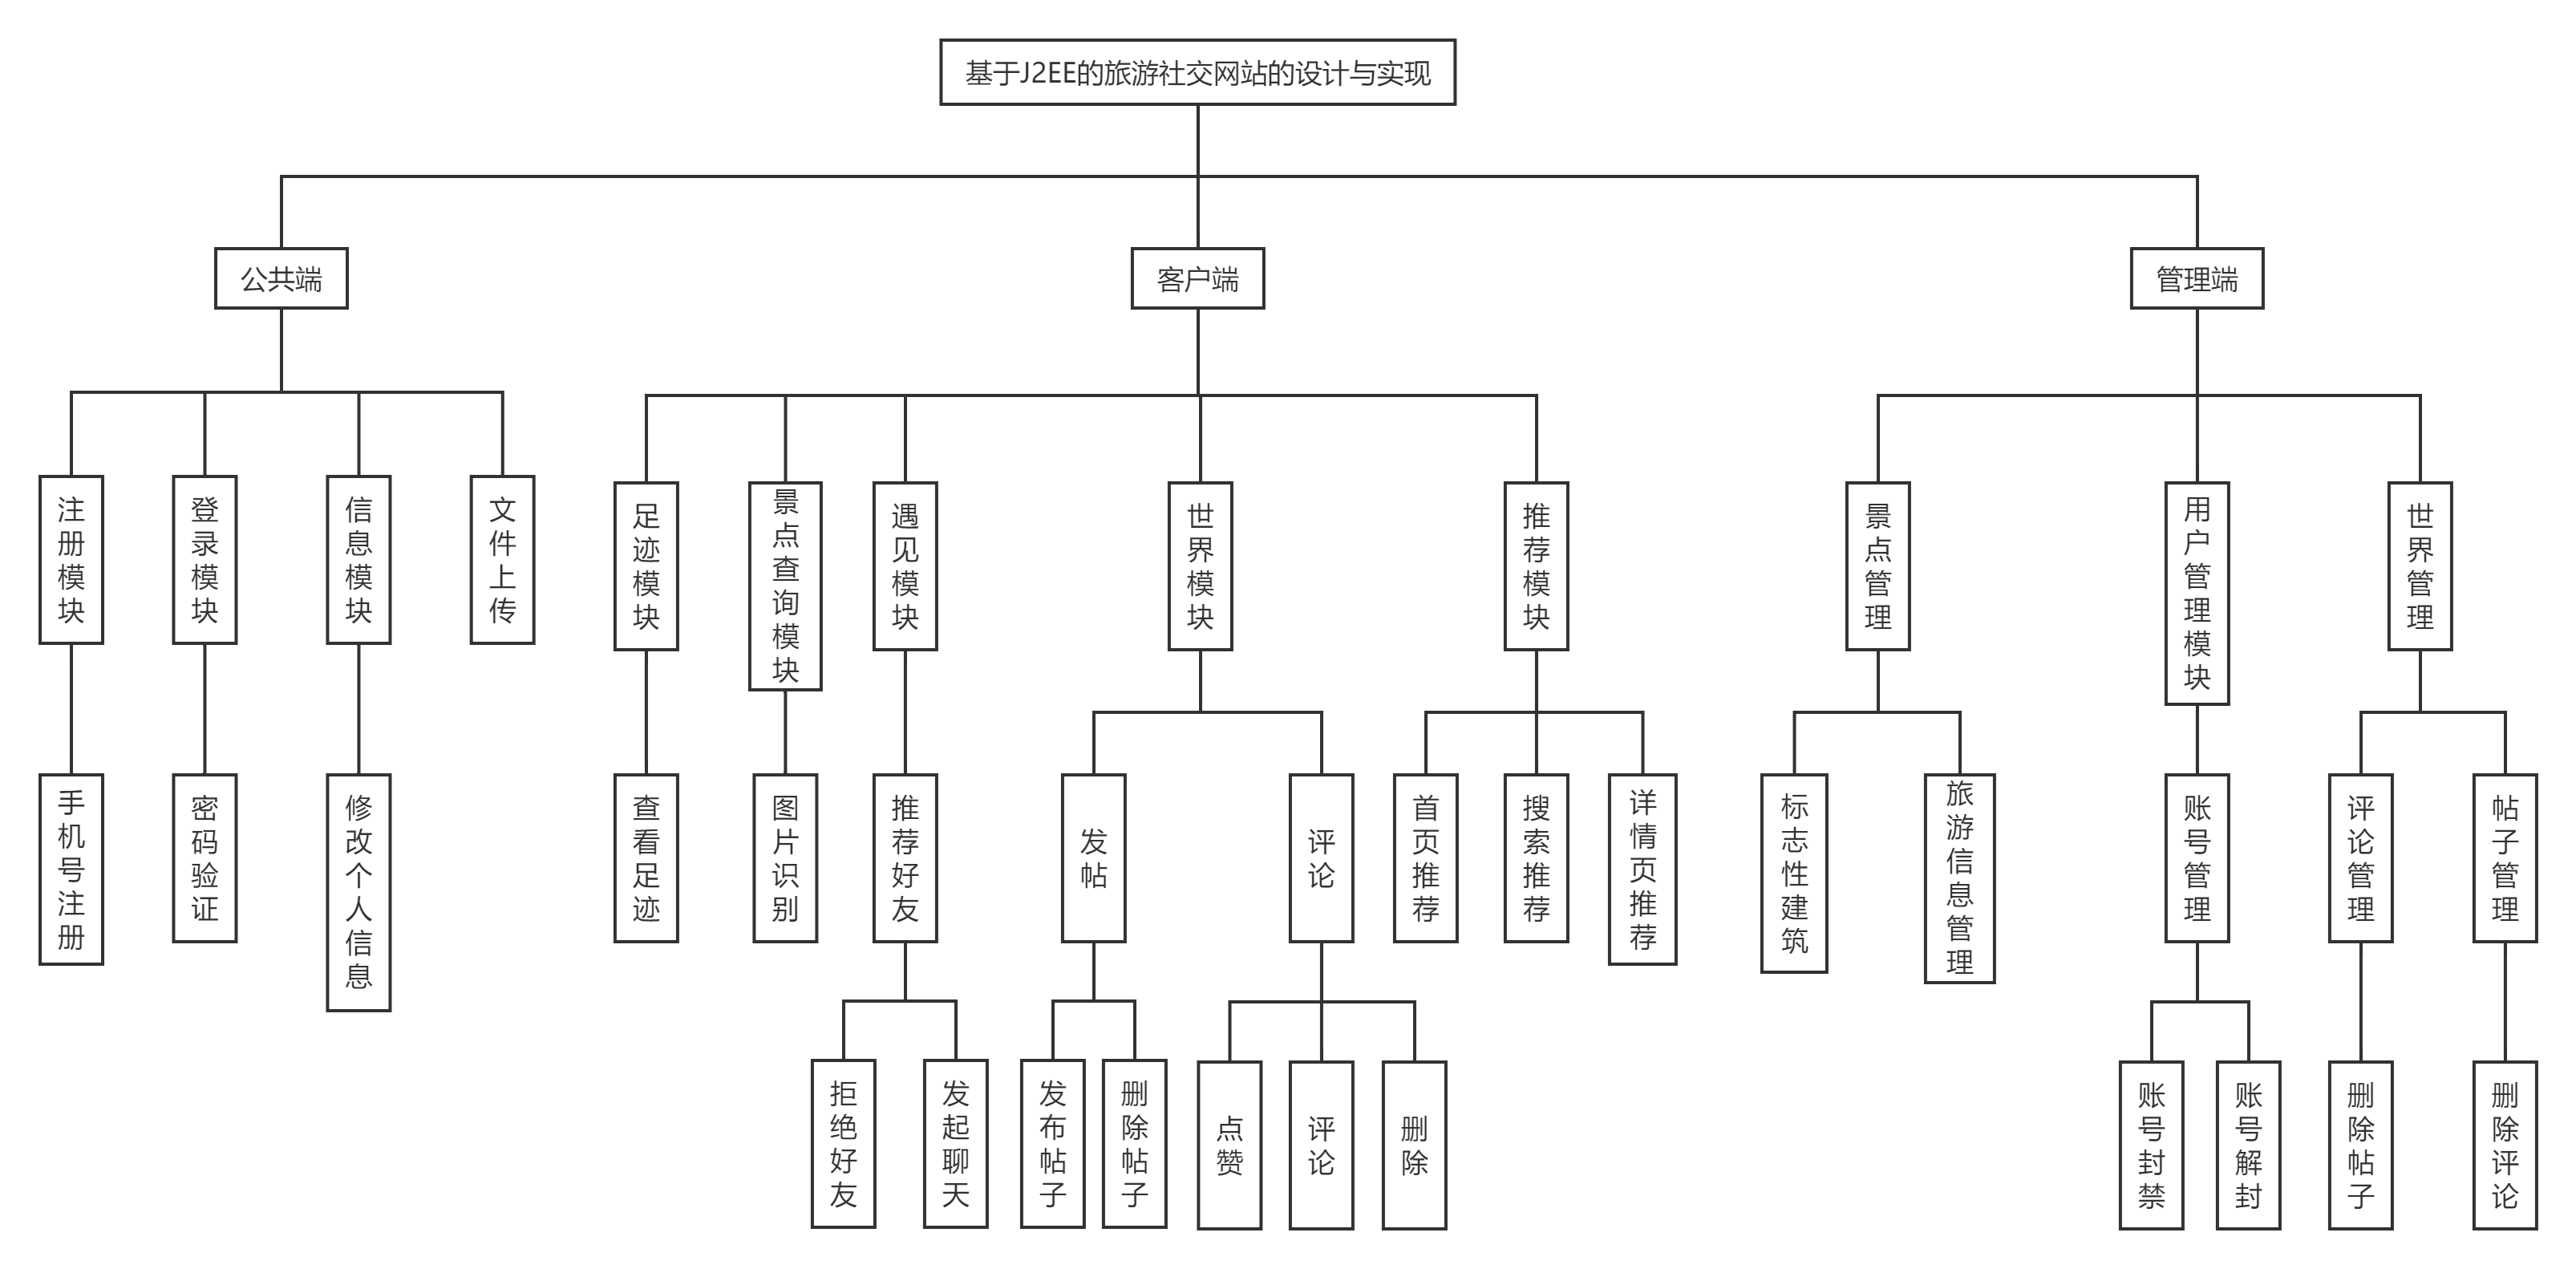 基于J2EE的旅游社交网站的设计与实现
公共端
客户端
管理端
注册模块
登录模块
信息模块
文件上传
足迹模块
景点查询模块
遇见模块
世界模块
推荐模块
景点管理
用户管理模块
世界管理
手机号注册
密码验证
修改个人信息
查看足迹
图片识别
推荐好友
发帖
评论
首页推荐
搜索推荐
详情页推荐
标志性建筑
旅游信息管理
账号管理
评论管理
帖子管理
拒绝好友
发起聊天
发布帖子
删除帖子
点赞
评论
删除
账号封禁
账号解封
删除帖子
删除评论